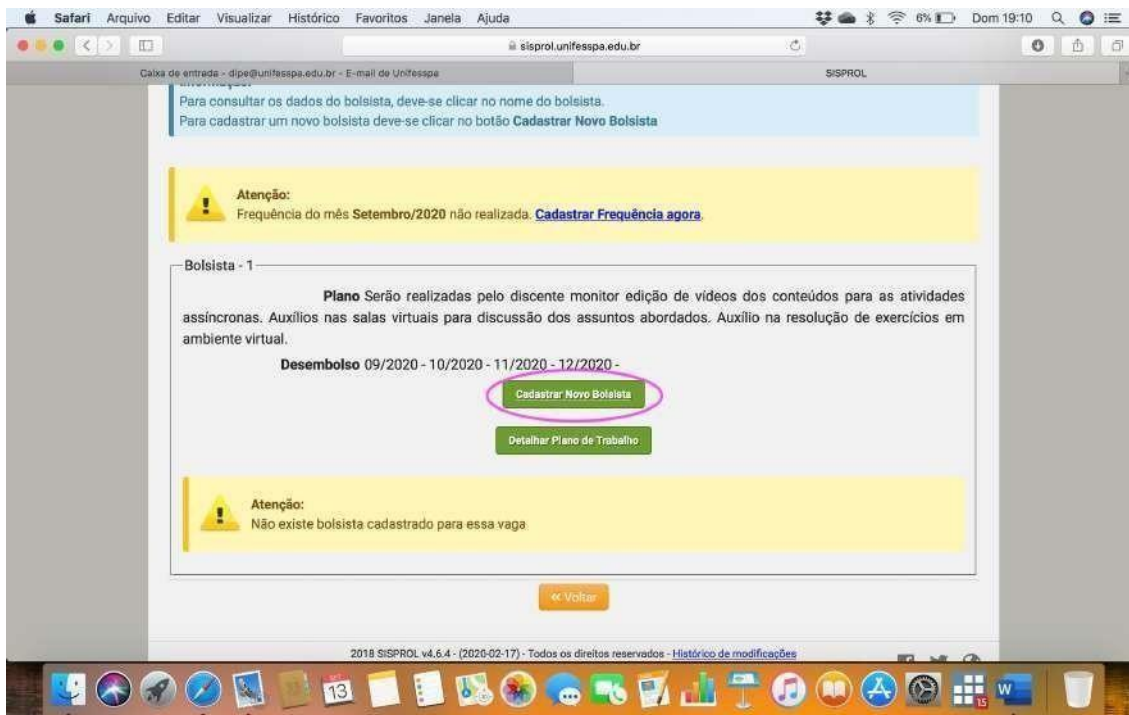 Safari Arquivo Editar Visualizar Histórico Favoritos Janela Ajuda 6% Dom 19:10
sisprol.unifesspa.edu.br
Caixa de entrada - dipe@unifesspa.edu.br - E-mail de Unifesspa SISPROL
Para consultar os dados do bolsista, deve-se clicar no nome do bolsista.
Para cadastrar um novo bolsista deve-se clicar no botão Cadastrar Novo Bolsista
Atenção:
Frequência do mês Setembro/2020 não realizada. Cadastrar Frequência agora.
Bolsista - 1
Plano Serão realizadas pelo discente monitor edição de vídeos dos conteúdos para as atividades
assíncronas. Auxílios nas salas virtuais para discussão dos assuntos abordados. Auxílio na resolução de exercícios em
ambiente virtual.
Desembolso 09/2020 - 10/2020 - 11/2020 - 12/2020 -
Cadastrar Novo Bolsista
Detalhar Plano de Trabalho
Atenção:
Não existe bolsista cadastrado para essa vaga
« Voltar
2018 SISPROL v4.6.4 - (2020-02-17) - Todos os direitos reservados - Histórico de modificações
13
15
W